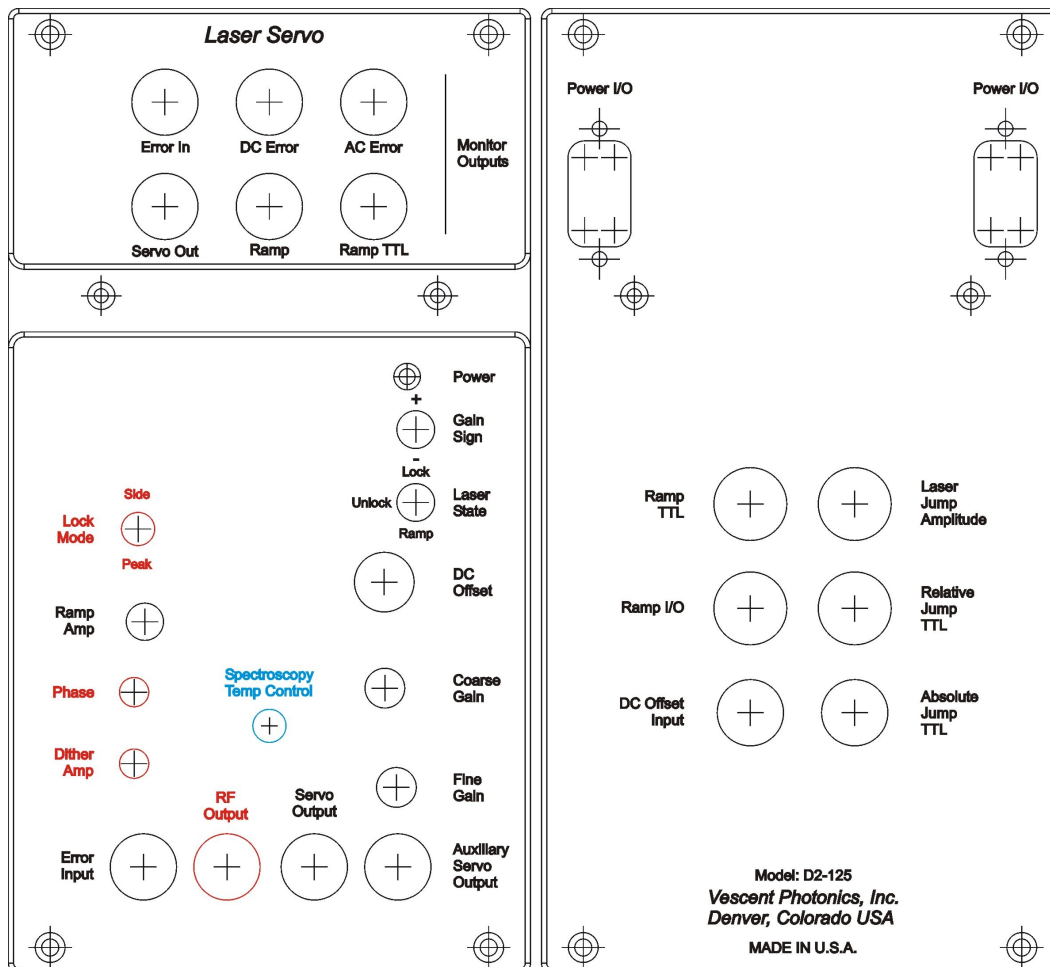 Laser Servo
Error In
DC Error
AC Error
Monitor
Outputs
Servo Out
Ramp
Ramp TTL
Power
+
Gain
Sign
-
Lock
Unlock
Laser
State
Ramp
Side
Lock
Mode
Peak
DC
Offset
Ramp
Amp
Spectroscopy
Temp Control
Coarse
Gain
Phase
Dither
Amp
Fine
Gain
RF
Output
Servo
Output
Error
Input
Auxiliary
Servo
Output
Power I/O
Power I/O
Ramp
TTL
Laser
Jump
Amplitude
Ramp I/O
Relative
Jump
TTL
DC Offset
Input
Absolute
Jump
TTL
Model: D2-125
Vescent Photonics, Inc.
Denver, Colorado USA
MADE IN U.S.A.